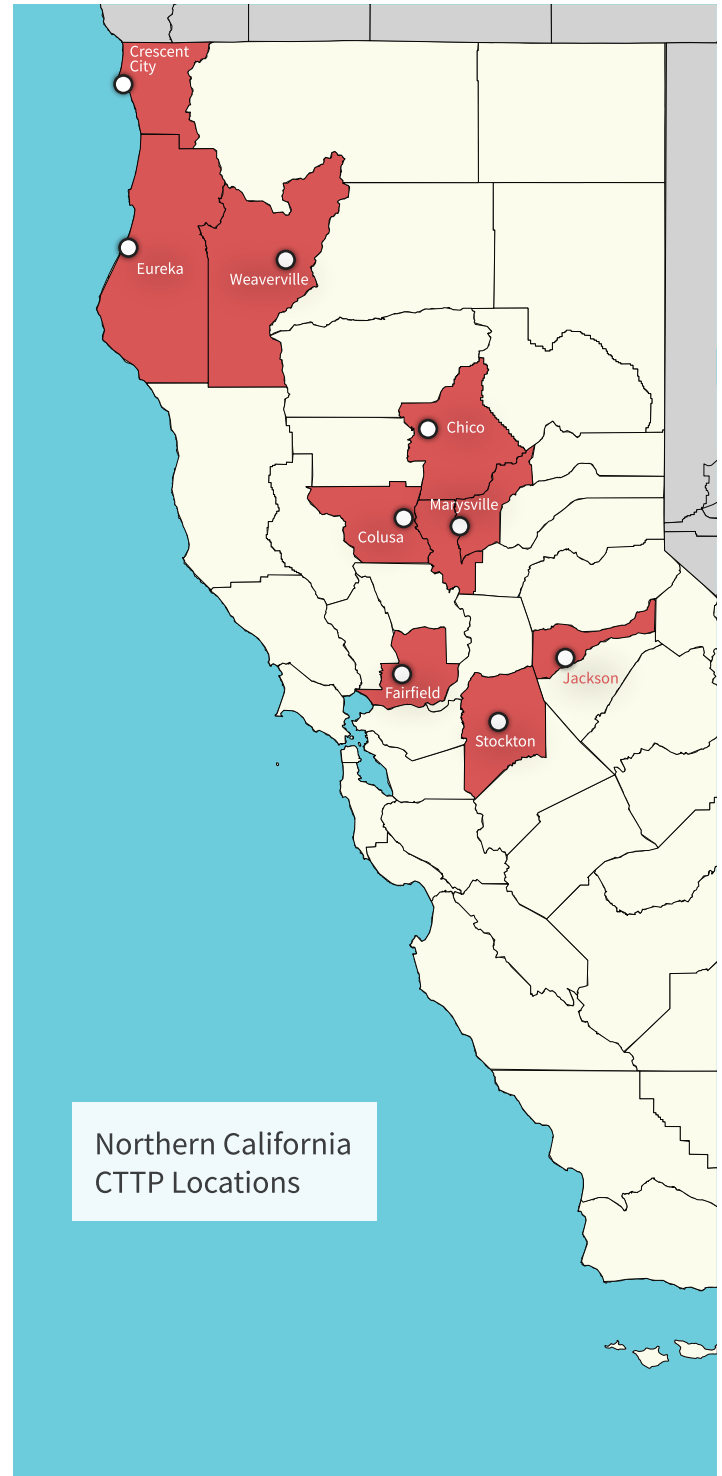 Crescent
City
Eureka
Weaverville
Chico
Marysville
Colusa
Fairfield
Jackson
Stockton
Northern California
CTTP Locations